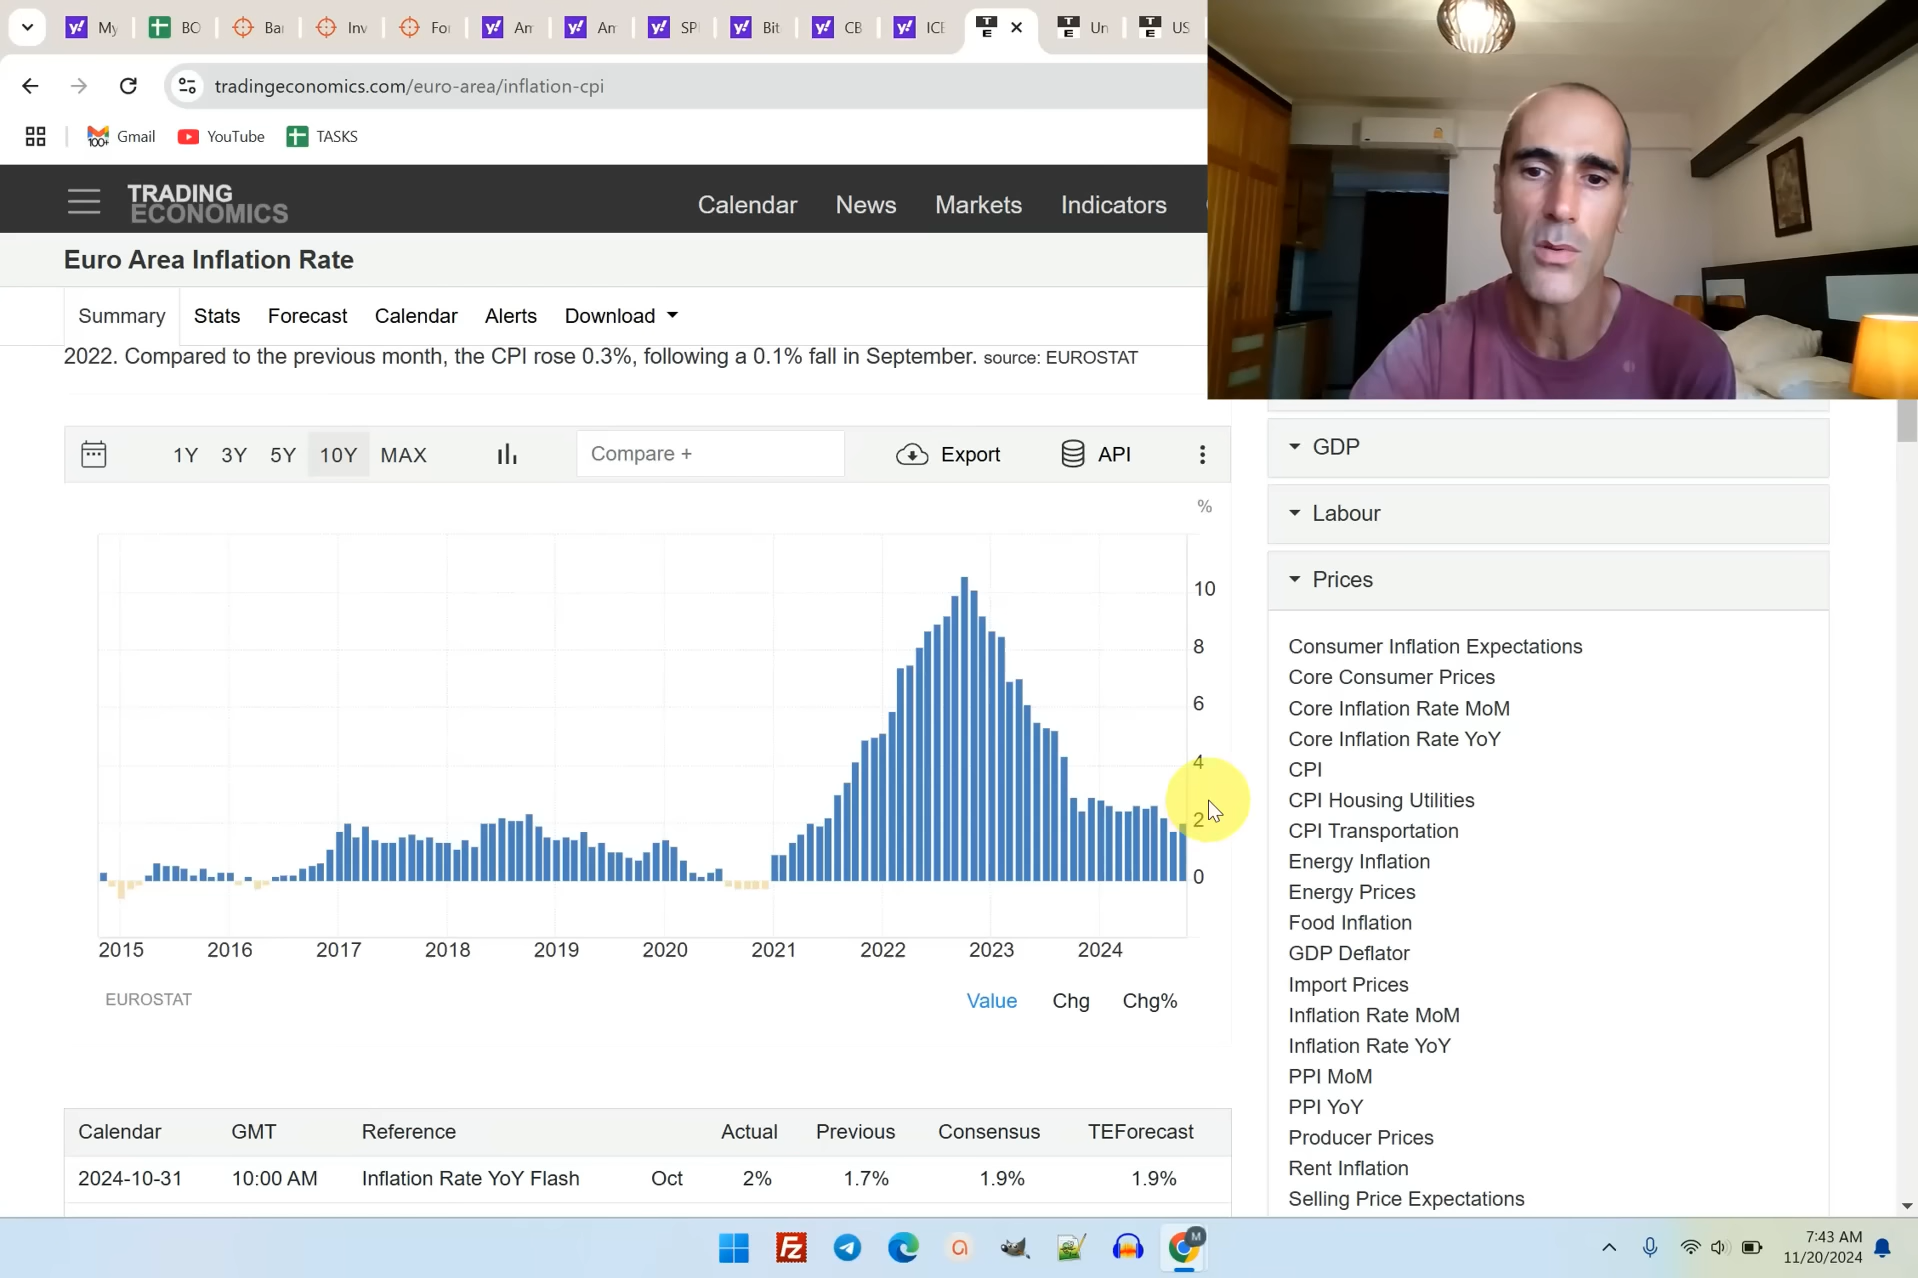 My
BO
Bar
Inv
For
Am
Am
SP
Bit
CB
ICE
TE
Un
US
tradingeconomics.com/euro-area/inflation-cpi
100+
Gmail
YouTube
TASKS
TRADING
ECONOMICS
Calendar
News
Markets
Indicators
Euro Area Inflation Rate
Summary
Stats
Forecast
Calendar
Alerts
Download
2022. Compared to the previous month, the CPI rose 0.3%, following a 0.1% fall in September. source: EUROSTAT
1Y 3Y 5Y 10Y MAX
Compare +
Export
API
%
10
8
6
4
2
0
2015 2016 2017 2018 2019 2020 2021 2022 2023 2024
EUROSTAT
Value Chg Chg%
Calendar GMT Reference Actual Previous Consensus TEForecast
2024-10-31 10:00 AM Inflation Rate YoY Flash Oct 2% 1.7% 1.9% 1.9%
GDP
Labour
Prices
Consumer Inflation Expectations
Core Consumer Prices
Core Inflation Rate MoM
Core Inflation Rate YoY
CPI
CPI Housing Utilities
CPI Transportation
Energy Inflation
Energy Prices
Food Inflation
GDP Deflator
Import Prices
Inflation Rate MoM
Inflation Rate YoY
PPI MoM
PPI YoY
Producer Prices
Rent Inflation
Selling Price Expectations
Fz
M
7:43 AM
11/20/2024